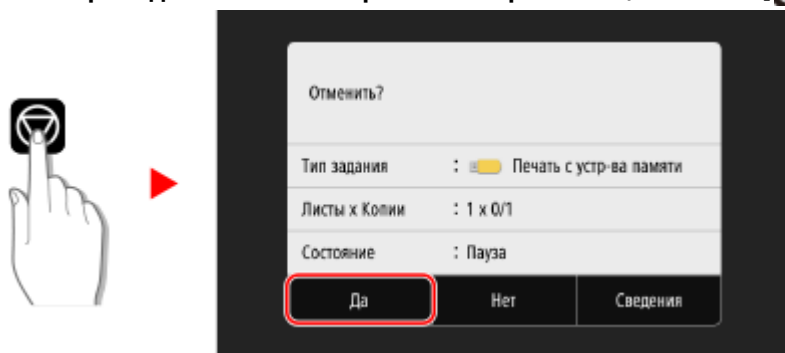 Отменить?
Тип задания : Печать с устр-ва памяти
Листы x Копии : 1 x 0/1
Состояние : Пауза
Да Нет Сведения